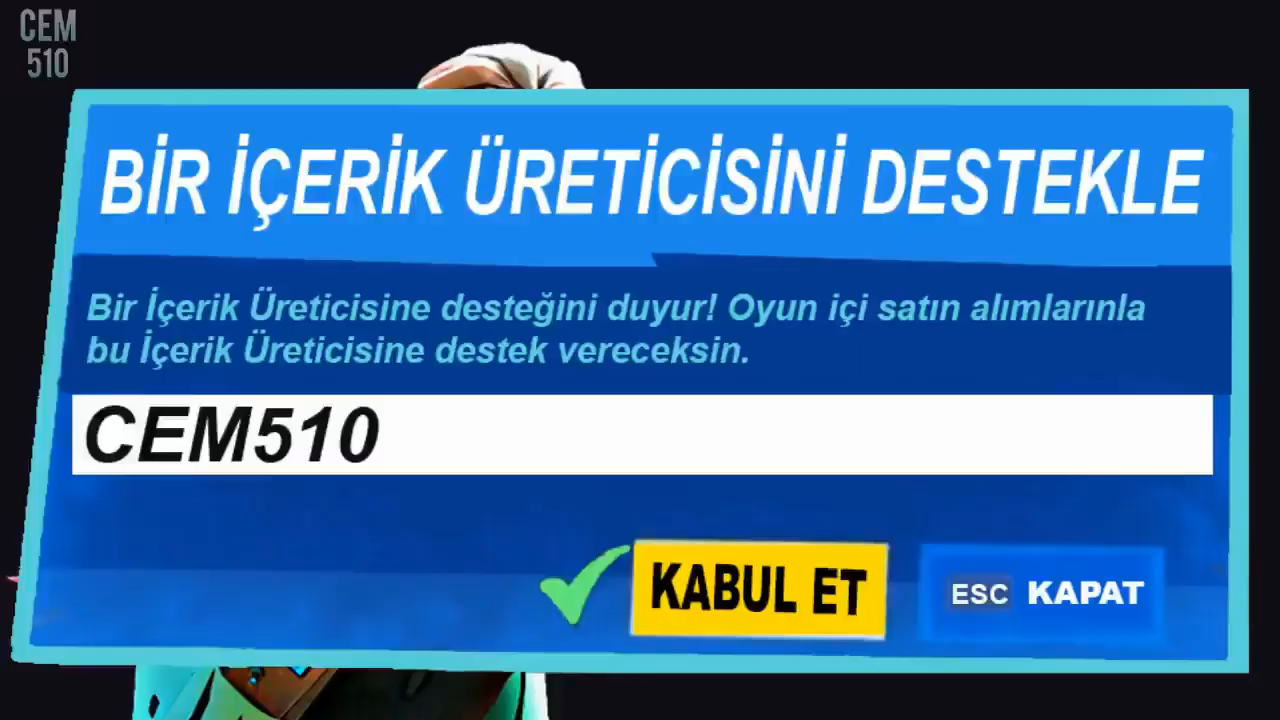 CEM
510
BİR İÇERİK ÜRETİCİSİNİ DESTEKLE
Bir İçerik Üreticisine desteğini duyur! Oyun içi satın alımlarınla
bu İçerik Üreticisine destek vereceksin.
CEM510
KABUL ET
ESC KAPAT